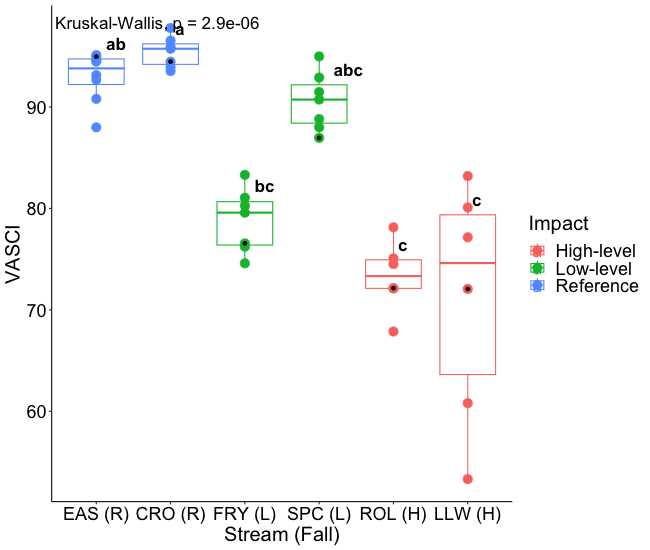 Kruskal-Wallis, p = 2.9e-06
ab
a
abc
bc
c
c
90
80
70
60
VASCI
EAS (R) CRO (R) FRY (L) SPC (L) ROL (H) LLW (H)
Stream (Fall)
Impact
High-level
Low-level
Reference